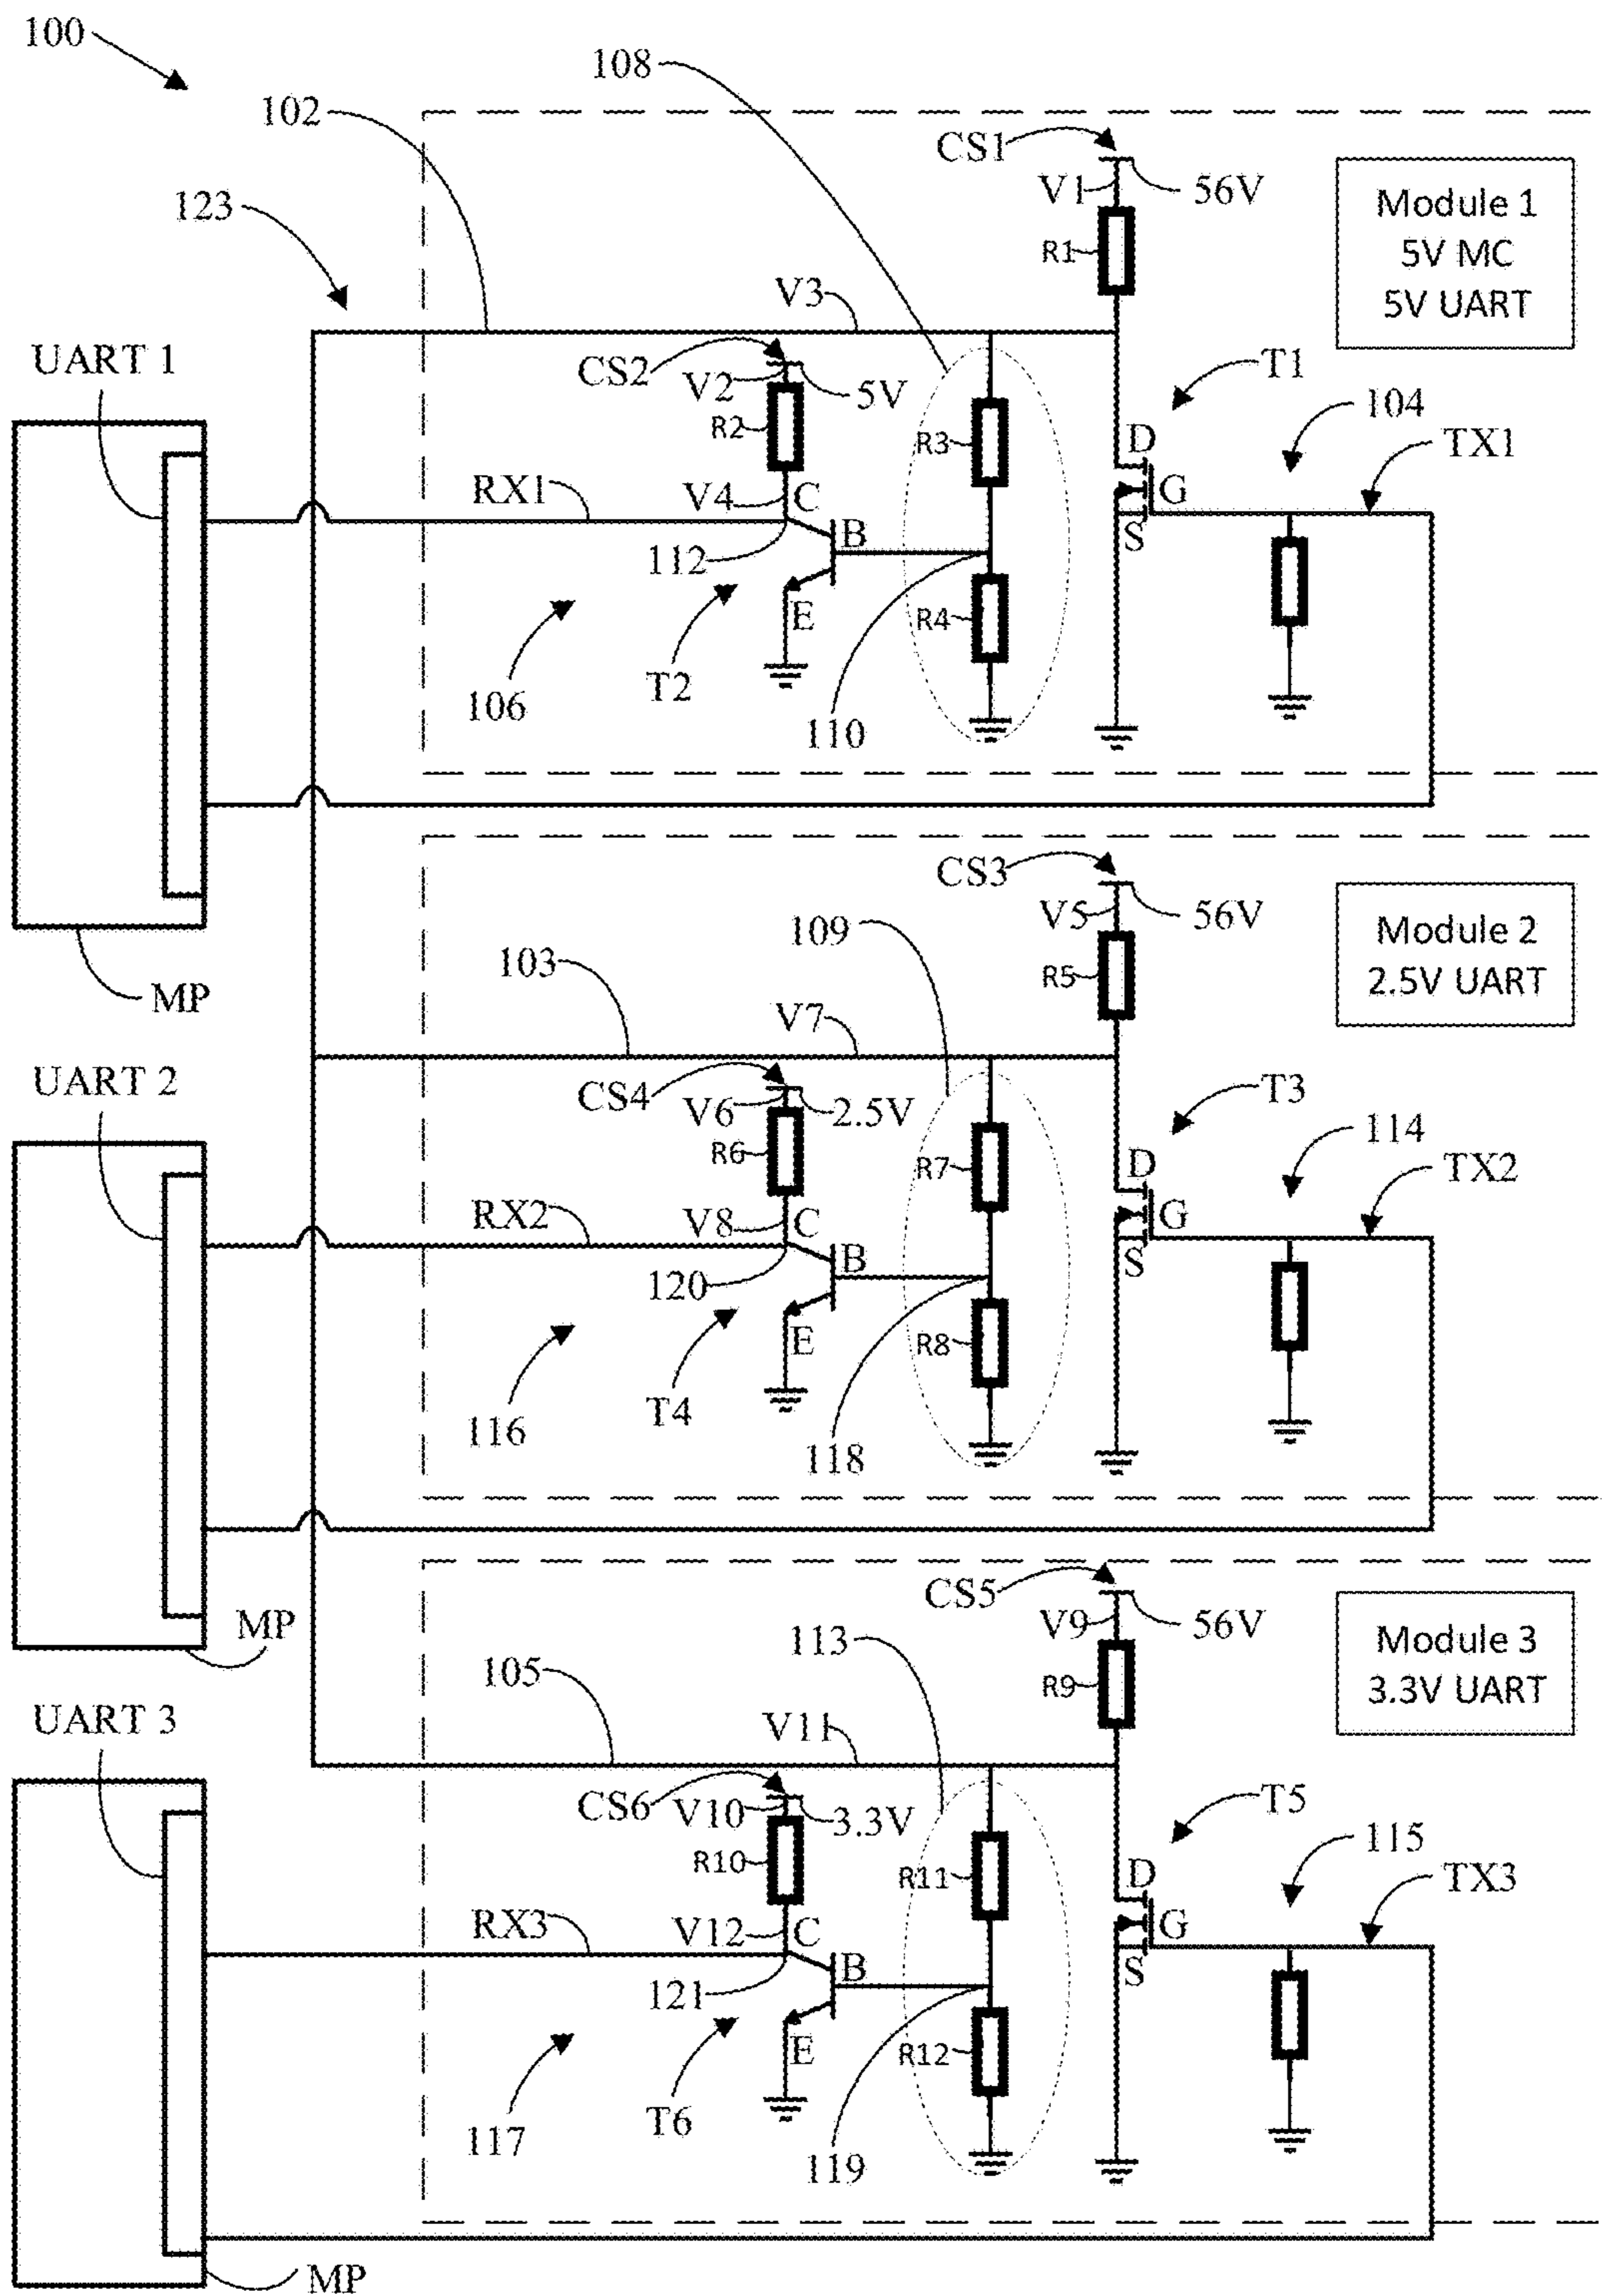 100
108
102
CS1
V1
56V
Module 1
5V MC
5V UART
123
R1
V3
UART 1
CS2
V2
5V
T1
104
R2
R3
D
TX1
RX1
V4
C
G
B
S
112
E
R4
106
T2
110
CS3
V5
56V
Module 2
2.5V UART
109
103
R5
MP
V7
UART 2
CS4
V6
2.5V
T3
114
R6
R7
D
TX2
RX2
V8
C
G
B
S
120
E
R8
116
T4
118
CS5
V9
56V
Module 3
3.3V UART
MP
113
105
R9
UART 3
V11
CS6
V10
3.3V
T5
115
R10
R11
D
TX3
RX3
V12
C
G
B
S
121
E
R12
117
T6
119
MP